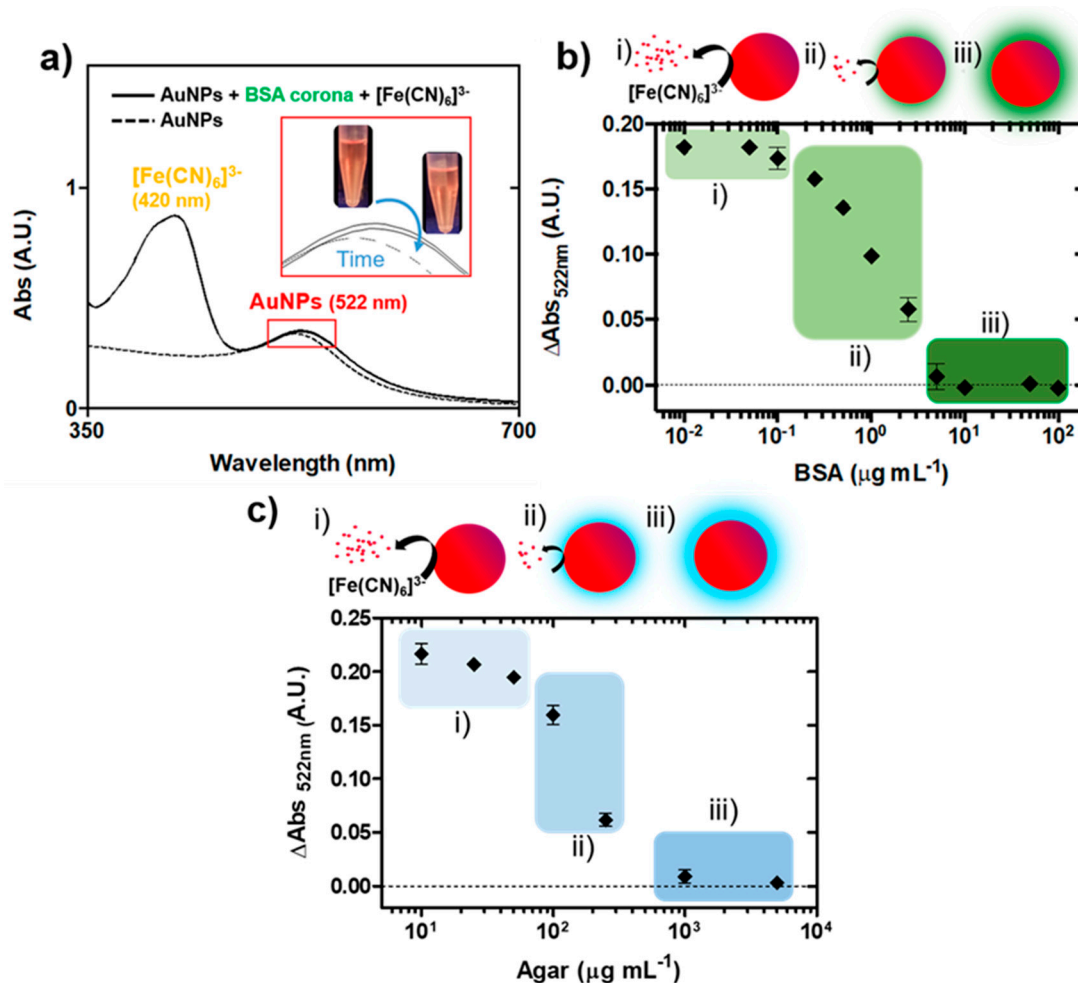 a)
AuNPs + BSA corona + [Fe(CN)₆]³⁻
AuNPs
[Fe(CN)₆]³⁻
(420 nm)
Time
AuNPs (522 nm)
Abs (A.U.)
1
0
350
700
Wavelength (nm)
b)
i)
ii)
iii)
[Fe(CN)₆]³⁻
ΔAbs₅₂₂nm (A.U.)
0.20
0.15
0.10
0.05
0.00
i)
ii)
iii)
10⁻²
10⁻¹
10⁰
10¹
10²
BSA (μg mL⁻¹)
c)
i)
ii)
iii)
[Fe(CN)₆]³⁻
ΔAbs ₅₂₂nm (A.U.)
0.25
0.20
0.15
0.10
0.05
0.00
i)
ii)
iii)
10¹
10²
10³
10⁴
Agar (μg mL⁻¹)